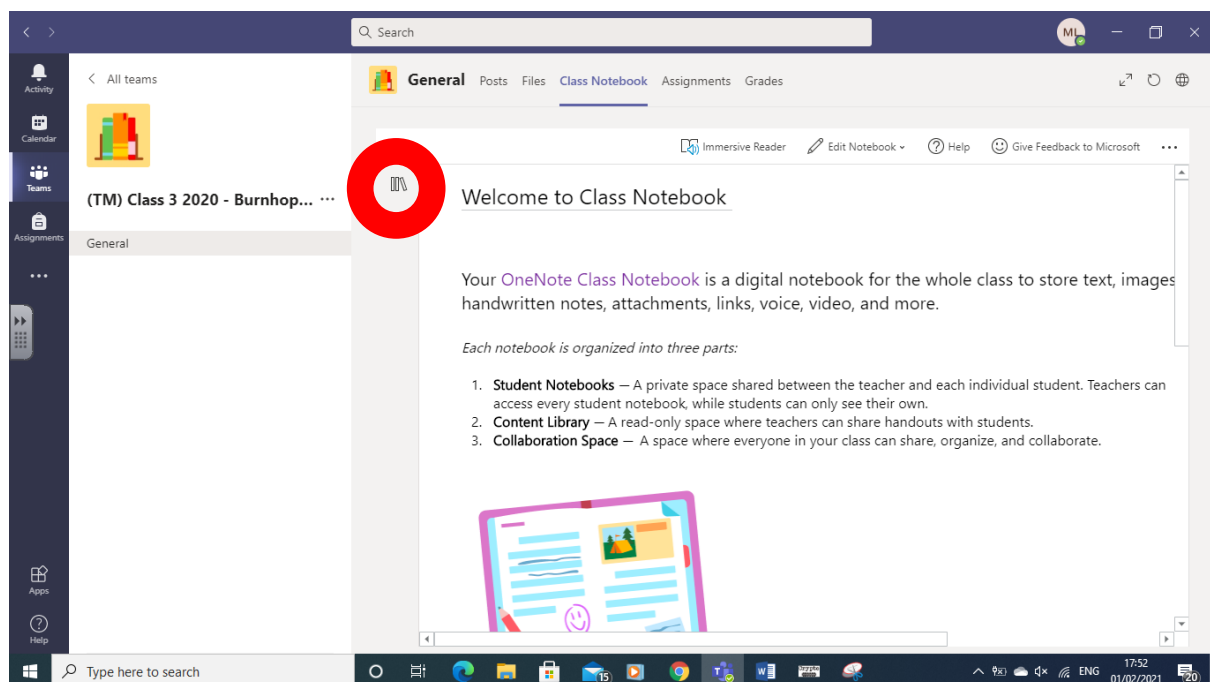 Search
ML
Activity
Calendar
Teams
Assignments
Apps
Help
All teams
(TM) Class 3 2020 - Burnhop... ...
General
General Posts Files Class Notebook Assignments Grades
Immersive Reader Edit Notebook Help Give Feedback to Microsoft ...
Welcome to Class Notebook
Your OneNote Class Notebook is a digital notebook for the whole class to store text, images
handwritten notes, attachments, links, voice, video, and more.
Each notebook is organized into three parts:
1. Student Notebooks — A private space shared between the teacher and each individual student. Teachers can
access every student notebook, while students can only see their own.
2. Content Library — A read-only space where teachers can share handouts with students.
3. Collaboration Space — A space where everyone in your class can share, organize, and collaborate.
Type here to search
15
ENG
17:52
01/02/2021
20